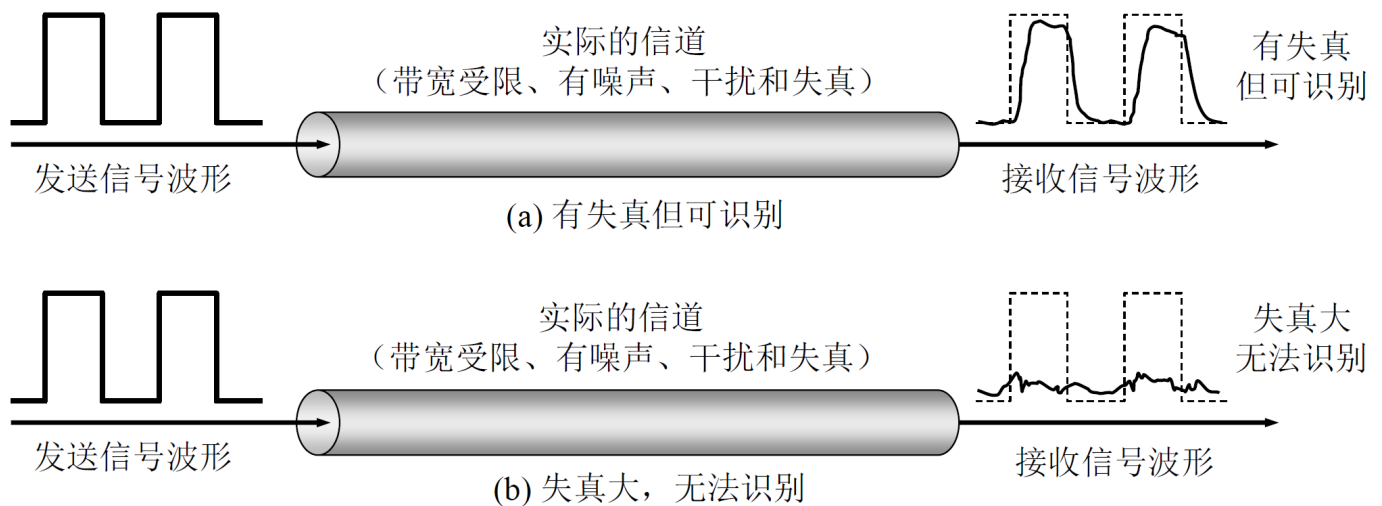 实际的信道
（带宽受限、有噪声、干扰和失真）
有失真
但可识别
发送信号波形
接收信号波形
(a) 有失真但可识别
实际的信道
（带宽受限、有噪声、干扰和失真）
失真大
无法识别
发送信号波形
接收信号波形
(b) 失真大，无法识别